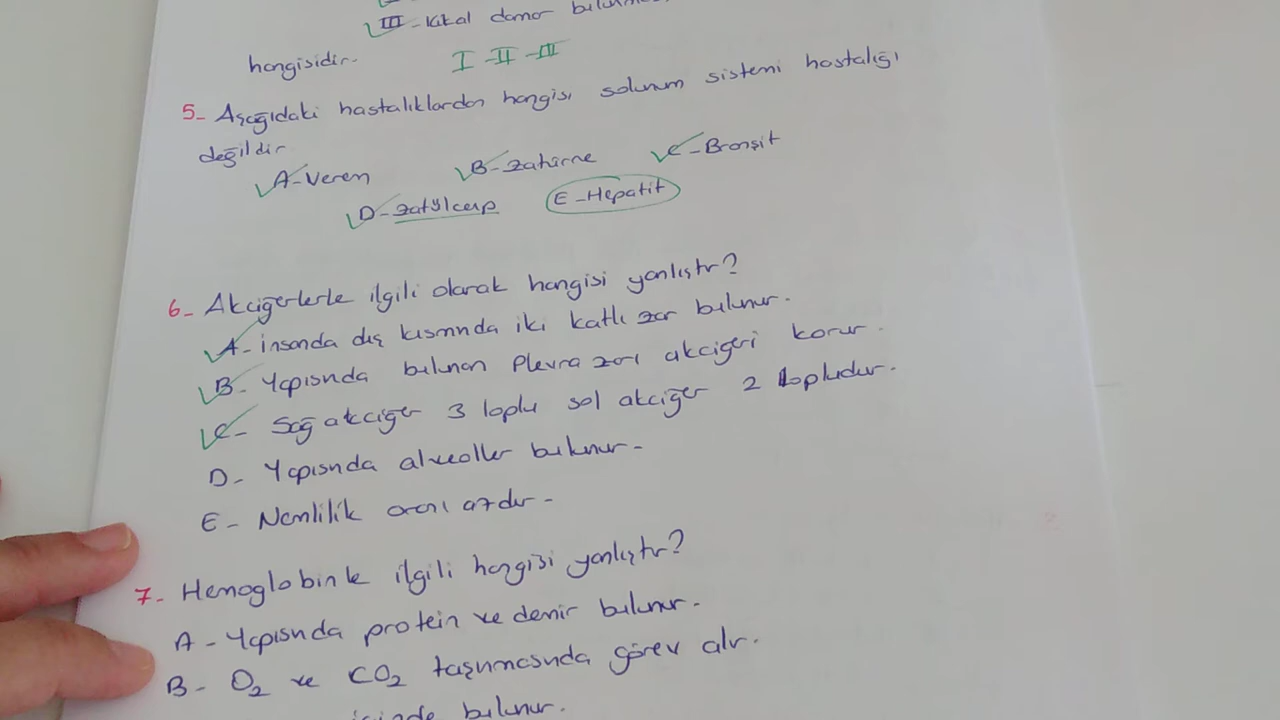 III - kılcal damar
hangisidir.
I - II - III
5- Aşağıdaki hastalıklardan hangisi solunum sistemi hastalığı
değildir
A- Verem B- Zatürre C- Bronşit
D- zatülcenp E- Hepatit
6- Akciğerlerle ilgili olarak hangisi yanlıştır?
A- insanda dış kısmında iki katlı zar bulunur.
B- Yapısında bulunan Plevra zarı akciğeri korur.
C- Sağ akciğer 3 loplu sol akciğer 2 lopludur.
D- Yapısında alveoller bulunur.
E- Nemlilik oranı azdır.
7- Hemoglobinle ilgili hangisi yanlıştır?
A- Yapısında protein ve demir bulunur.
B- O₂ ve CO₂ taşınmasında görev alır.
içinde bulunur.